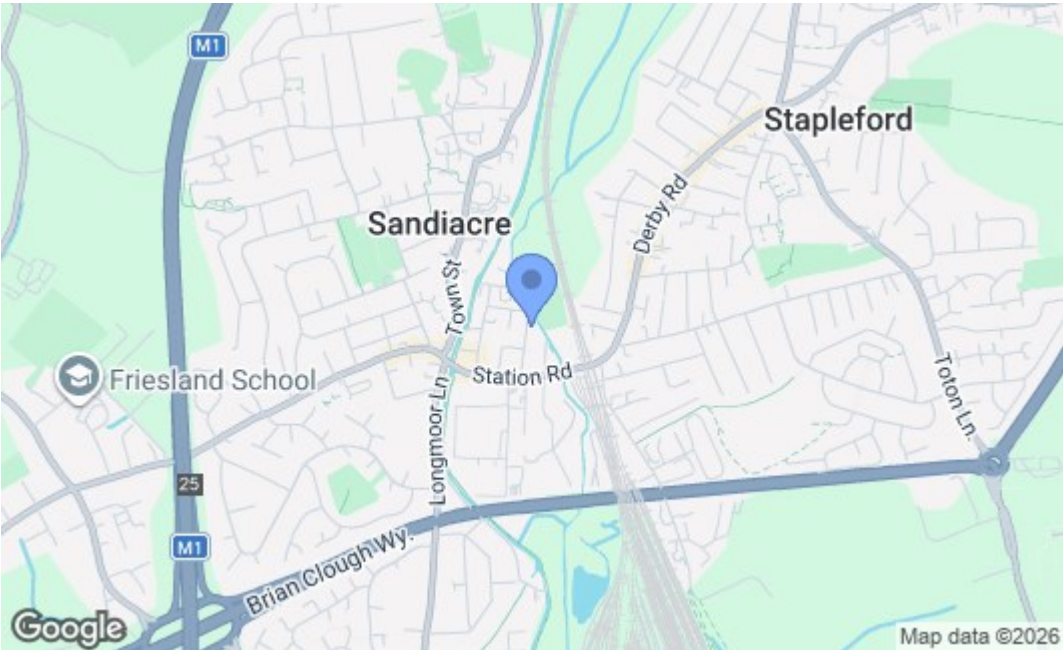 M1
Stapleford
Sandiacre
Derby Rd
Town St
Friesland School
Station Rd
Toton Ln.
Longmoor Ln
25
M1
Brian Clough Wy.
Google
Map data ©2026